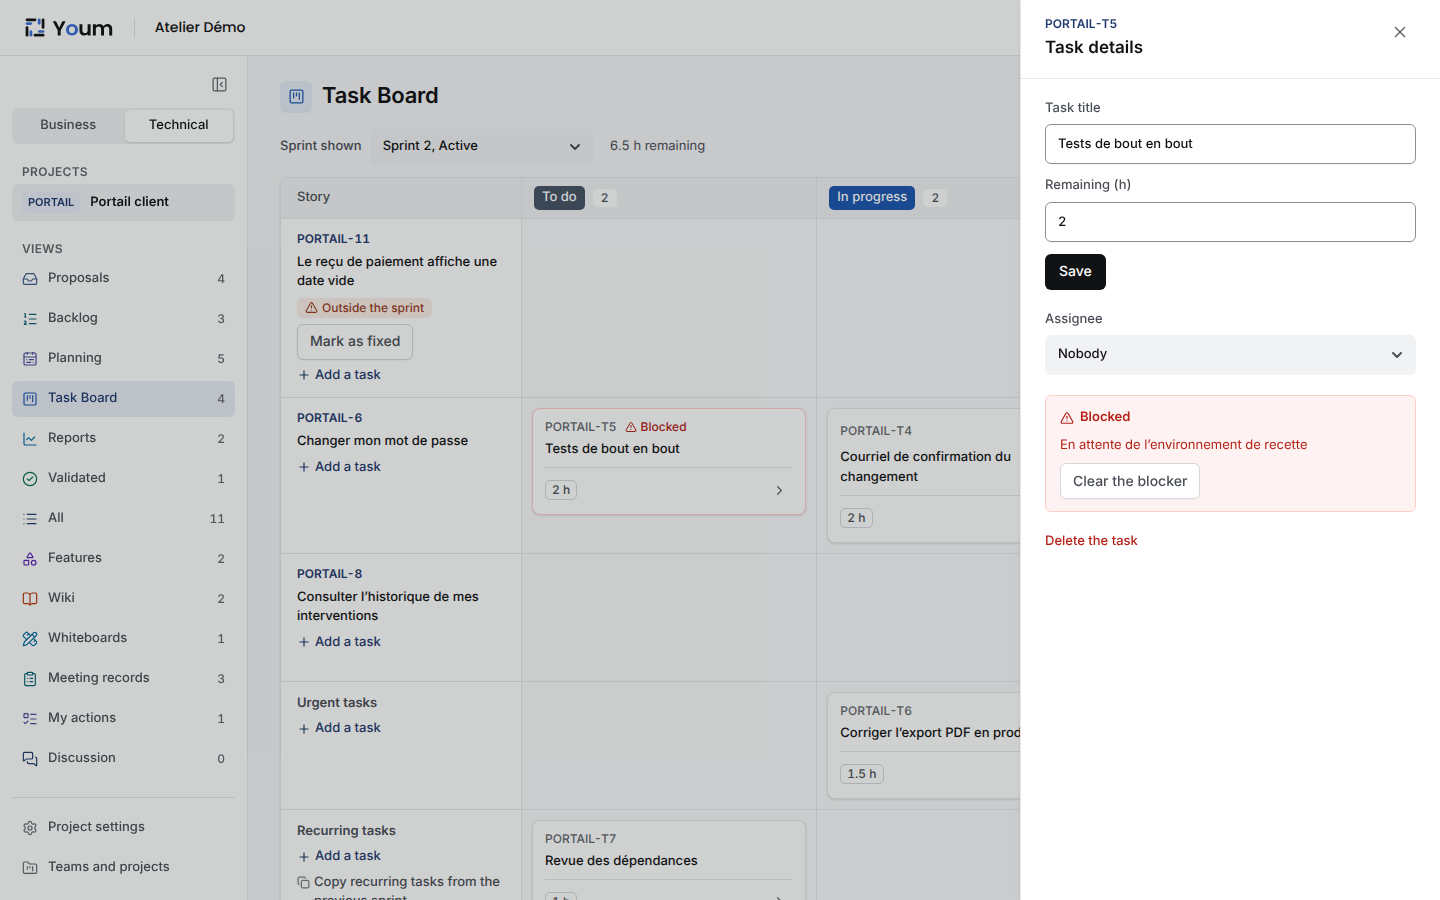 Youm
Atelier Démo
Business
Technical
PROJECTS
PORTAIL
Portail client
VIEWS
Proposals
4
Backlog
3
Planning
5
Task Board
4
Reports
2
Validated
1
All
11
Features
2
Wiki
2
Whiteboards
1
Meeting records
3
My actions
1
Discussion
0
Project settings
Teams and projects
Task Board
Sprint shown
Sprint 2, Active
6.5 h remaining
Story
To do
2
In progress
2
PORTAIL-11
Le reçu de paiement affiche une
date vide
Outside the sprint
Mark as fixed
Add a task
PORTAIL-6
Changer mon mot de passe
Add a task
PORTAIL-T5
Blocked
Tests de bout en bout
2 h
PORTAIL-T4
Courriel de confirmation du
changement
2 h
PORTAIL-8
Consulter l’historique de mes
interventions
Add a task
Urgent tasks
Add a task
PORTAIL-T6
Corriger l’export PDF en prod
1.5 h
Recurring tasks
Add a task
Copy recurring tasks from the
previous sprint
PORTAIL-T7
Revue des dépendances
1 h
PORTAIL-T5
Task details
Task title
Tests de bout en bout
Remaining (h)
2
Save
Assignee
Nobody
Blocked
En attente de l’environnement de recette
Clear the blocker
Delete the task